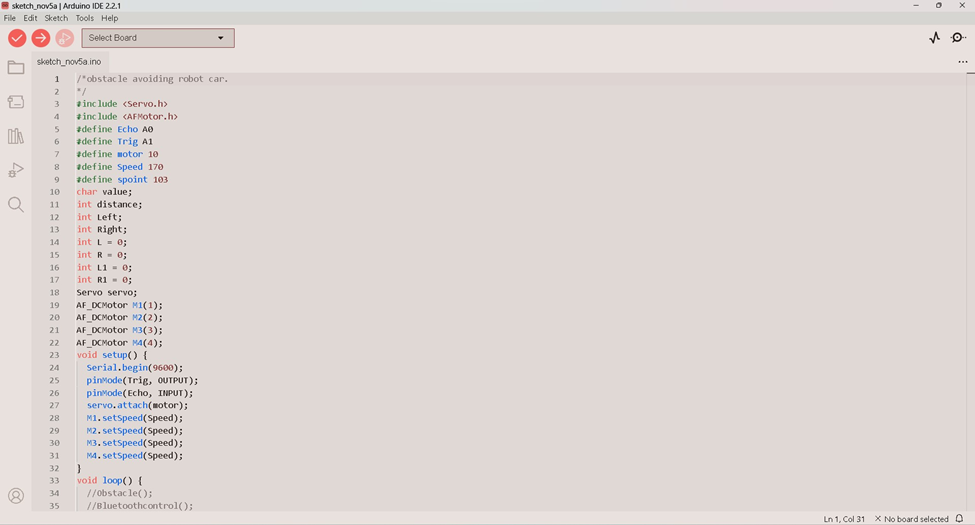 sketch_nov5a | Arduino IDE 2.2.1
File Edit Sketch Tools Help
Select Board
sketch_nov5a.ino
1 /*obstacle avoiding robot car.
2 */
3 #include <Servo.h>
4 #include <AFMotor.h>
5 #define Echo A0
6 #define Trig A1
7 #define motor 10
8 #define Speed 170
9 #define spoint 103
10 char value;
11 int distance;
12 int Left;
13 int Right;
14 int L = 0;
15 int R = 0;
16 int L1 = 0;
17 int R1 = 0;
18 Servo servo;
19 AF_DCMotor M1(1);
20 AF_DCMotor M2(2);
21 AF_DCMotor M3(3);
22 AF_DCMotor M4(4);
23 void setup() {
24 Serial.begin(9600);
25 pinMode(Trig, OUTPUT);
26 pinMode(Echo, INPUT);
27 servo.attach(motor);
28 M1.setSpeed(Speed);
29 M2.setSpeed(Speed);
30 M3.setSpeed(Speed);
31 M4.setSpeed(Speed);
32 }
33 void loop() {
34 //Obstacle();
35 //Bluetoothcontrol();
Ln 1, Col 31 × No board selected